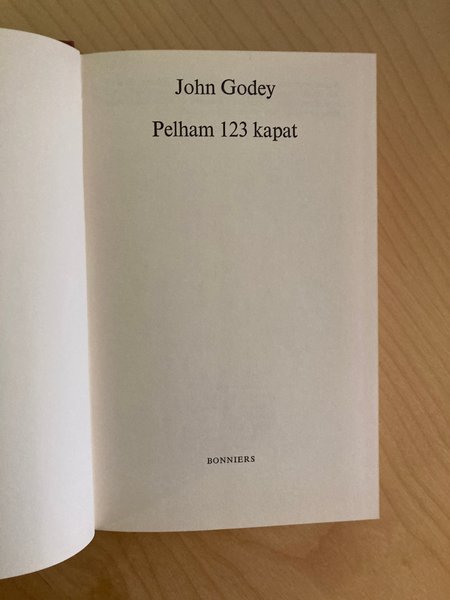 John Godey
Pelham 123 kapat
BONNIERS